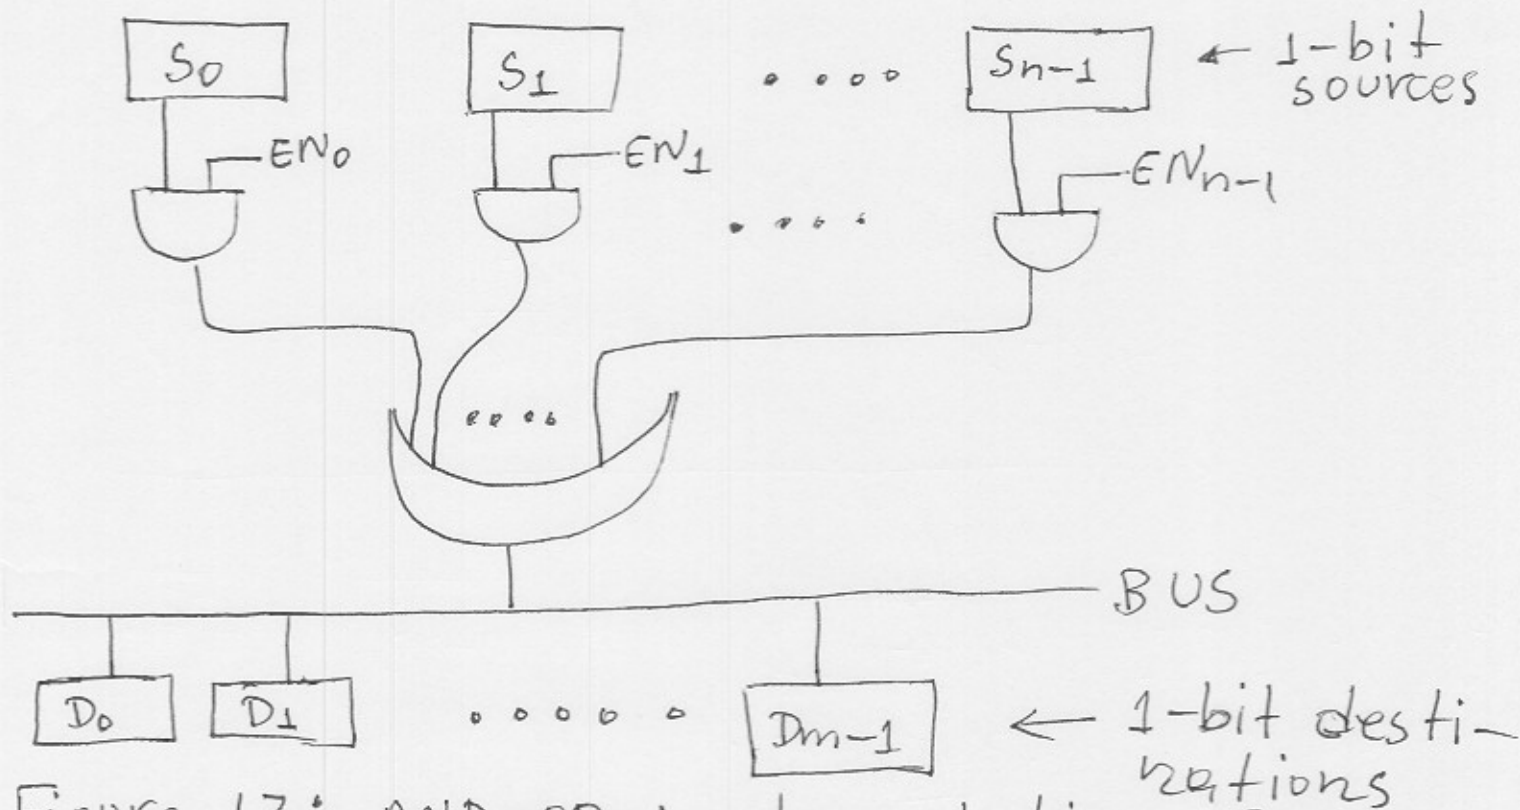 S0
S1
Sn-1
← 1-bit
sources
EN0
EN1
ENn-1
BUS
D0
D1
Dm-1
← 1-bit desti-
nations